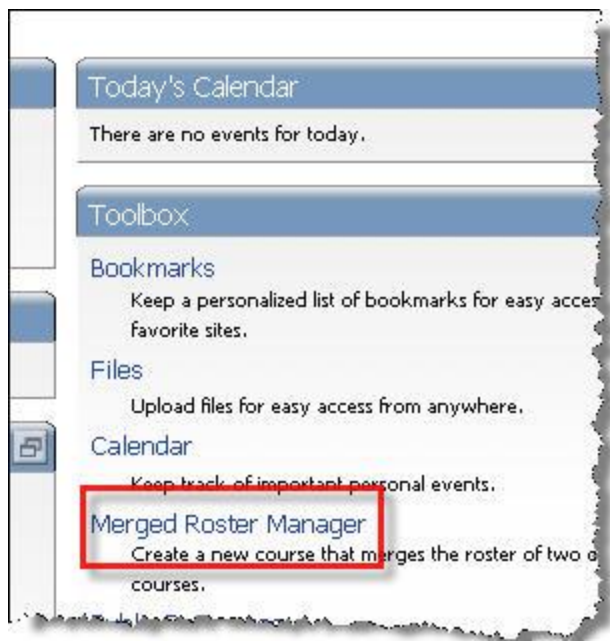 Today's Calendar
There are no events for today.
Toolbox
Bookmarks
Keep a personalized list of bookmarks for easy
favorite sites.
Files
Upload files for easy access from anywhere.
Calendar
Keep track of important personal events.
Merged Roster Manager
Create a new course that merges the roster of two
courses.